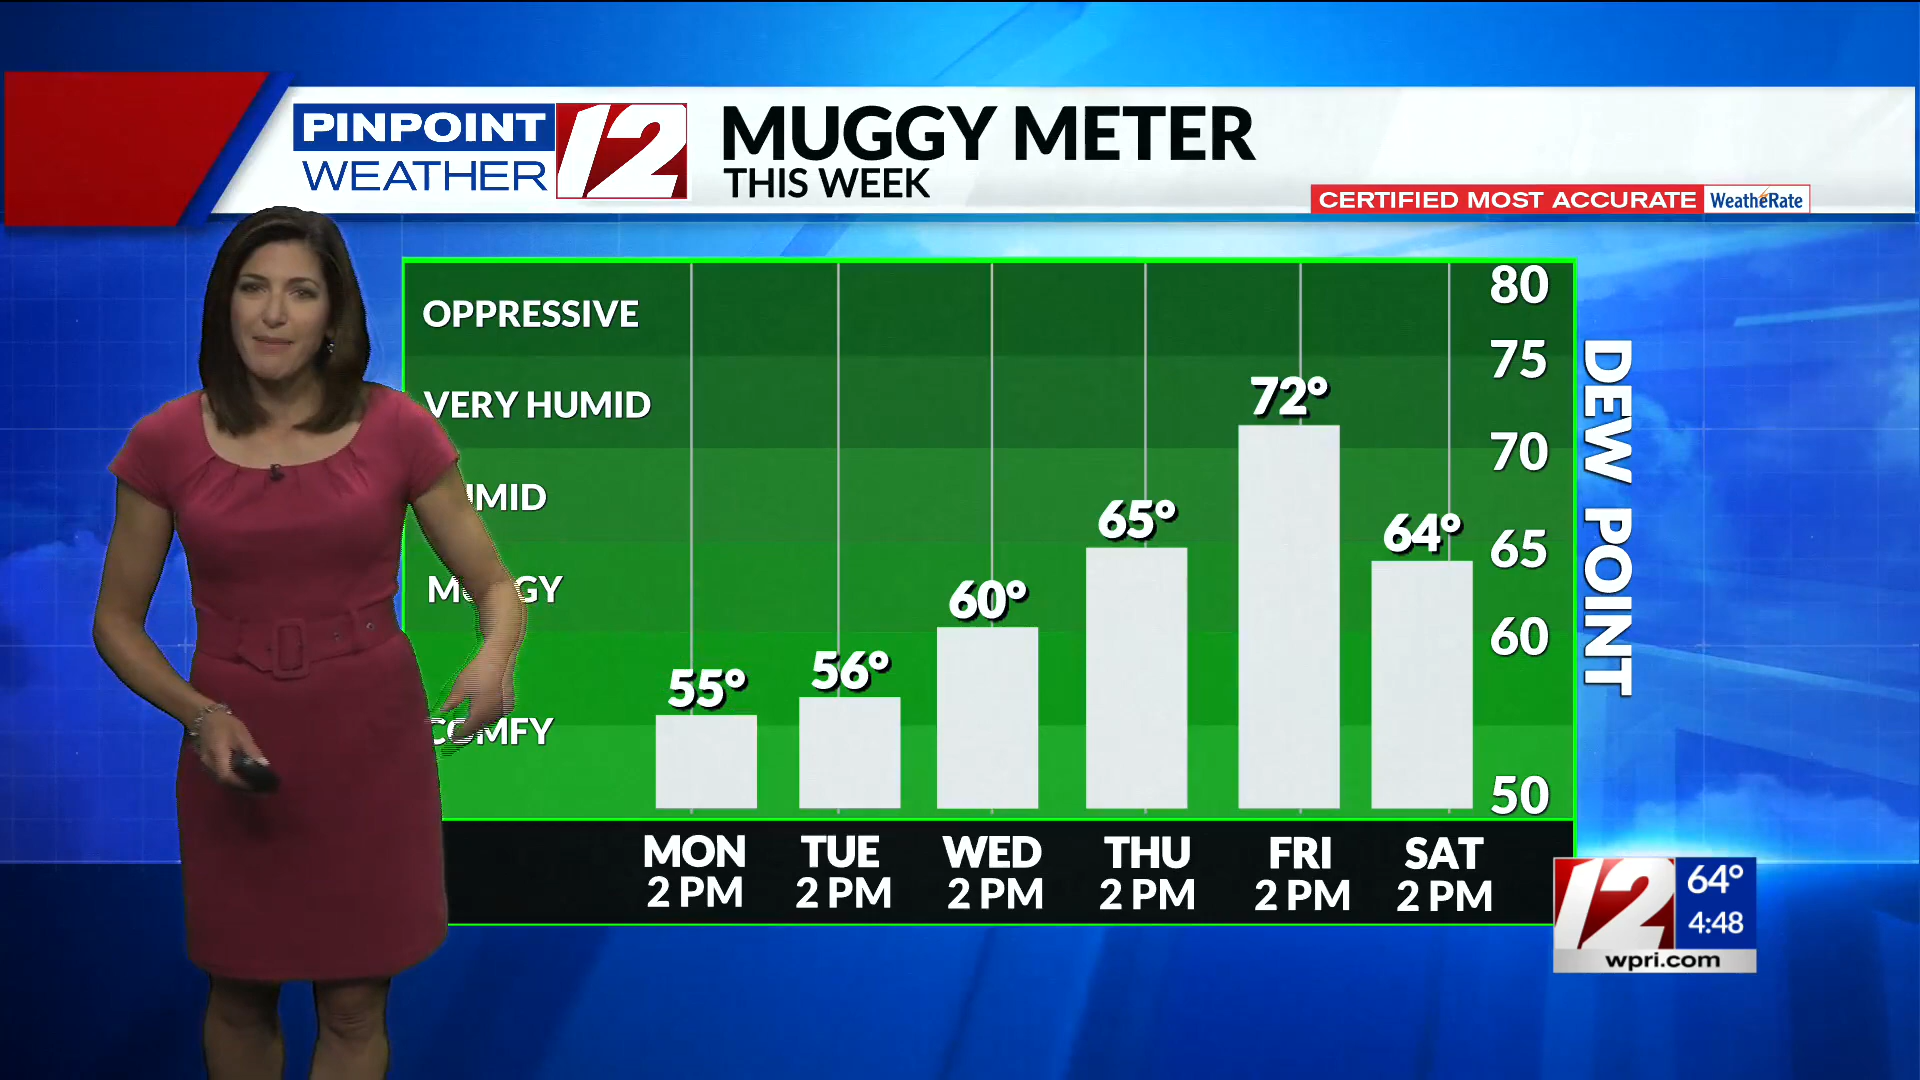 PINPOINT
WEATHER
12
MUGGY METER
THIS WEEK
CERTIFIED MOST ACCURATE WeatheRate
OPPRESSIVE
VERY HUMID
COMFY
80
75
70
65
60
50
DEW POINT
55°
56°
60°
65°
72°
64°
MON
2 PM
TUE
2 PM
WED
2 PM
THU
2 PM
FRI
2 PM
SAT
2 PM
12
64°
4:48
wpri.com